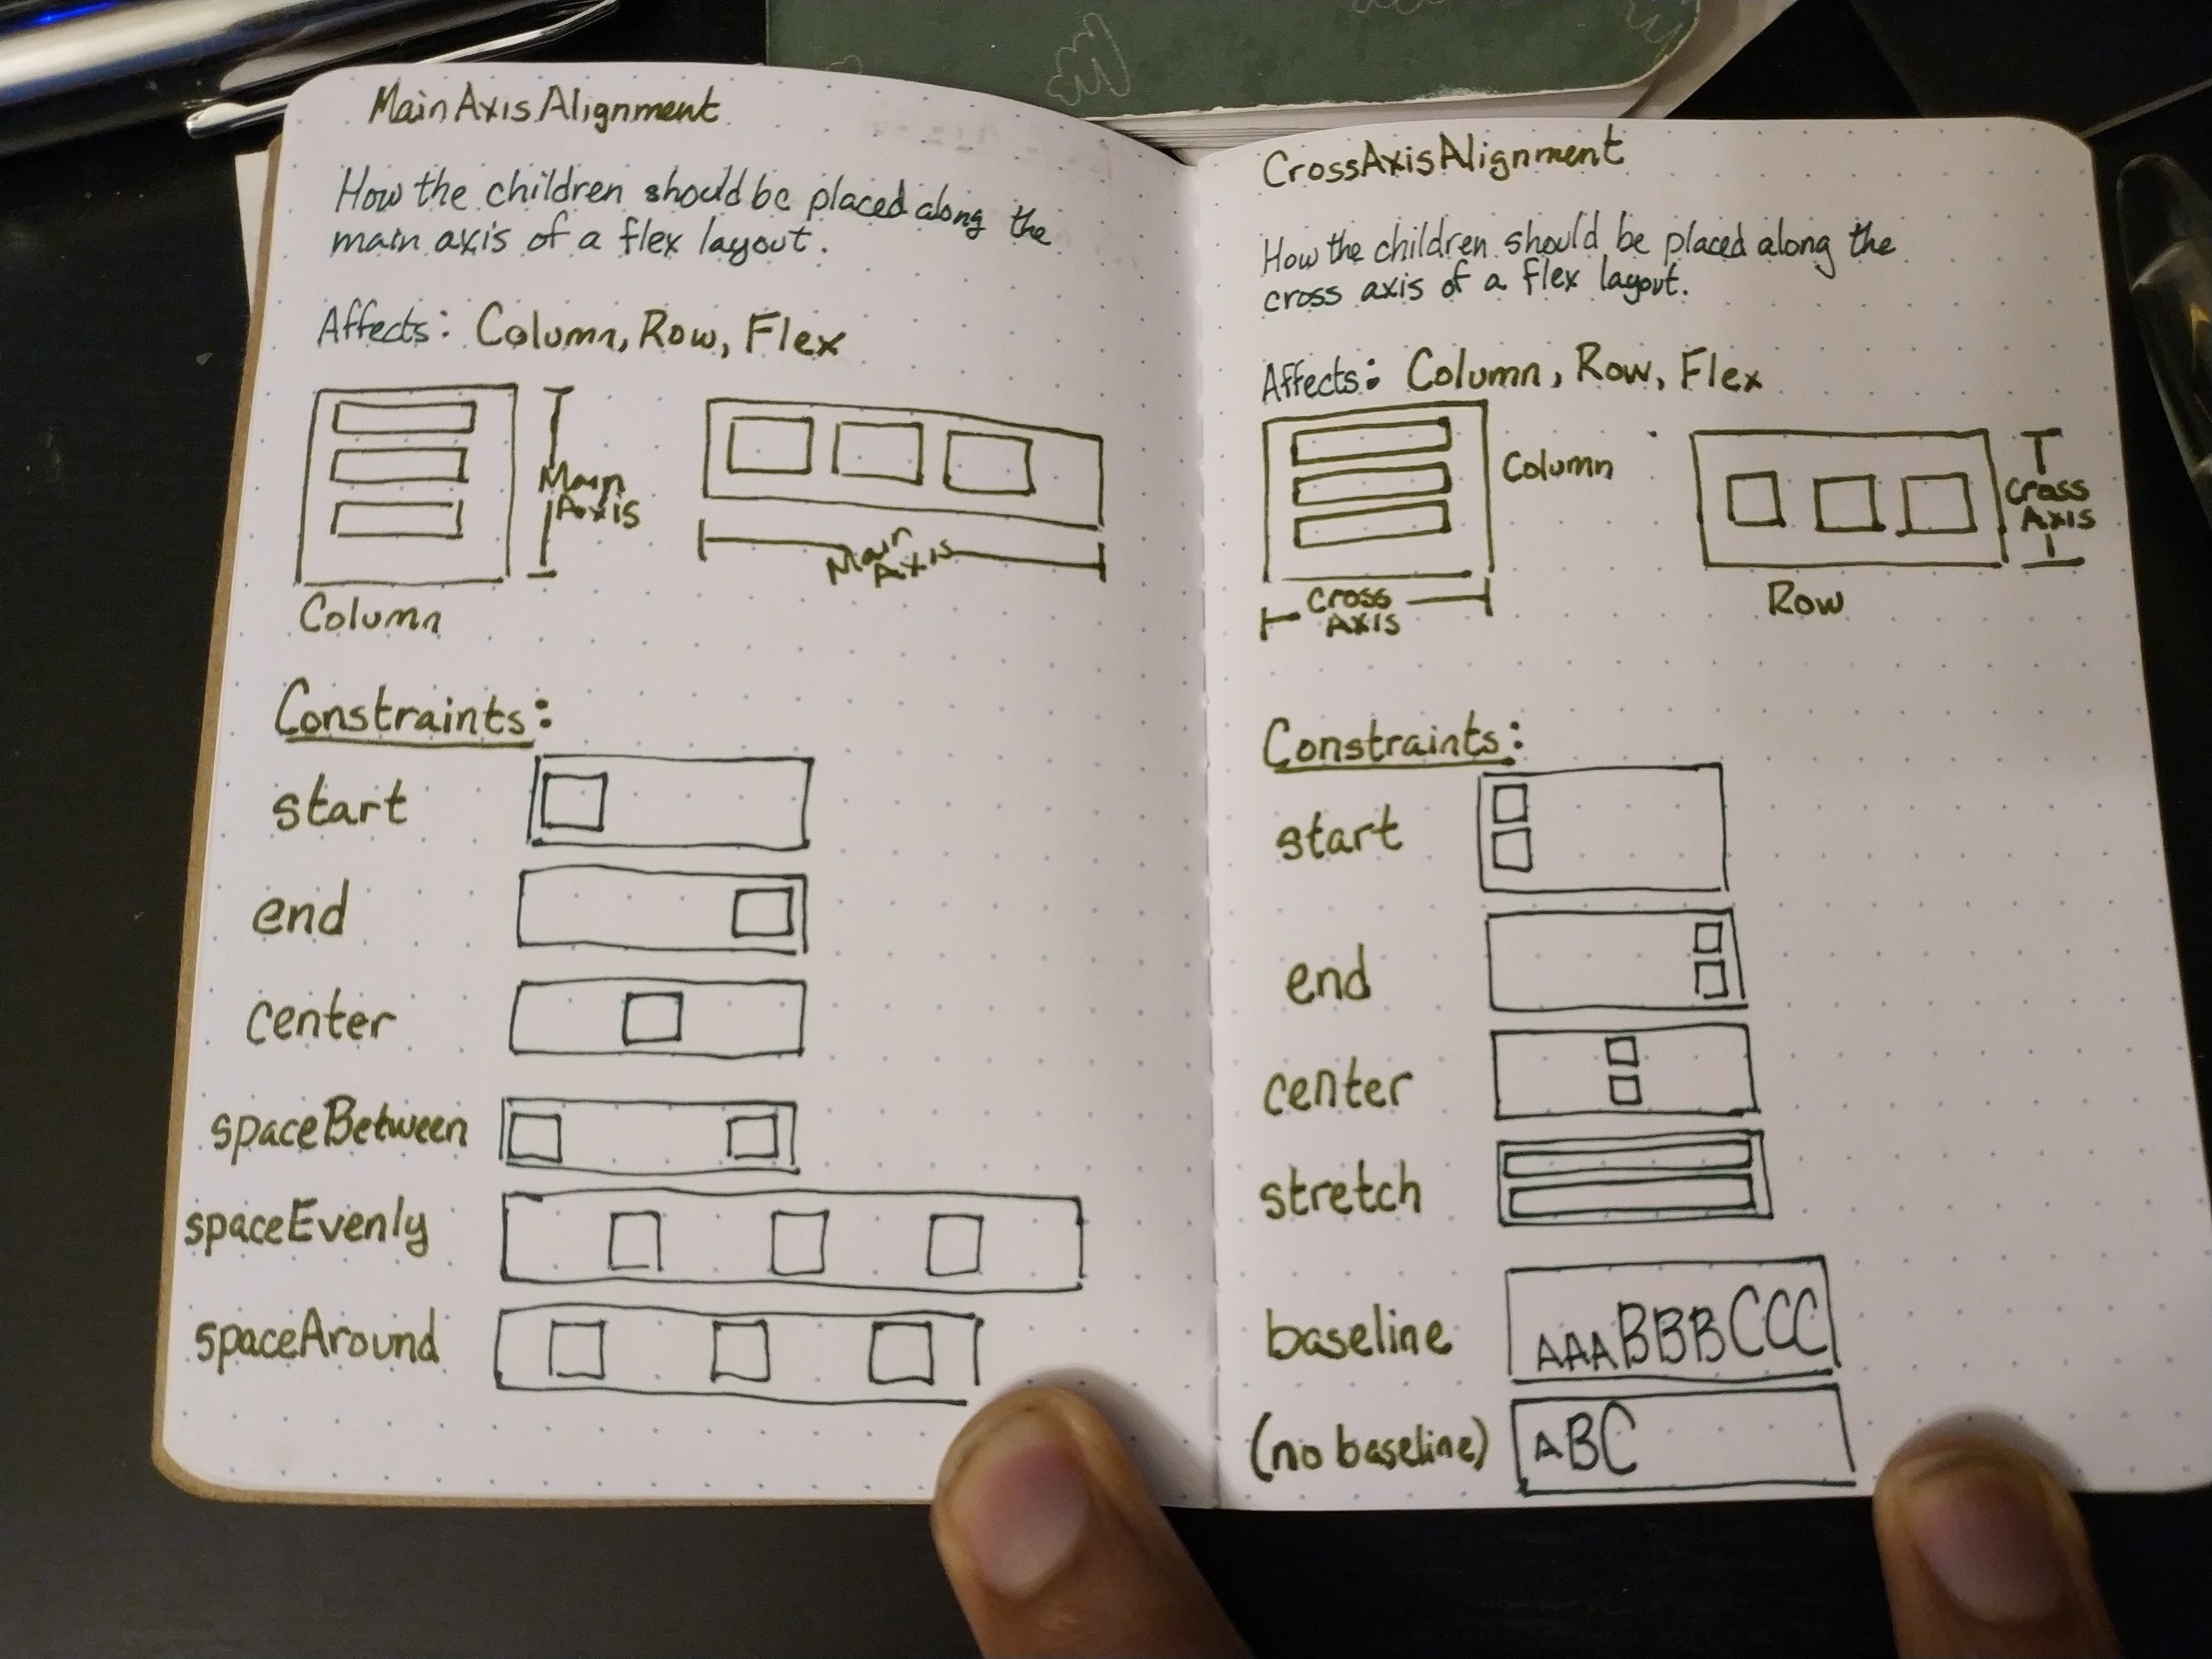 MainAxisAlignment
How the children should be placed along the
main axis of a flex layout.
Affects: Column, Row, Flex
Main
Axis
Main
Axis
Column
Constraints:
start
end
center
spaceBetween
spaceEvenly
spaceAround
CrossAxisAlignment
How the children should be placed along the
cross axis of a flex layout.
Affects: Column, Row, Flex
Column
Cross
Axis
Cross
Axis
Row
Constraints:
start
end
center
stretch
baseline
AAABBBCCC
(no baseline)
ABC